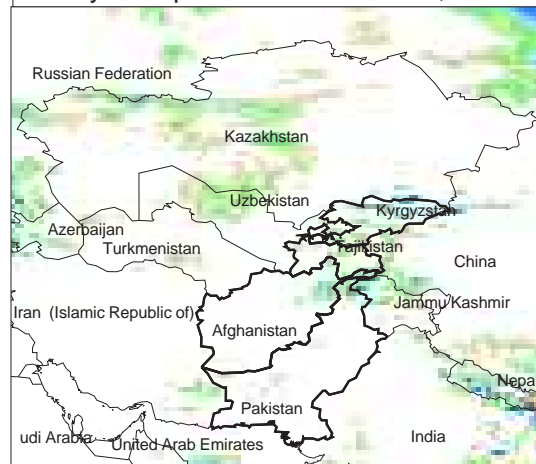 Russian Federation
Kazakhstan
Uzbekistan
Kyrgyzstan
Azerbaijan
Turkmenistan
Tajikistan
China
Iran (Islamic Republic of)
Jammu Kashmir
Afghanistan
Nepa
Pakistan
udi Arabia
United Arab Emirates
India